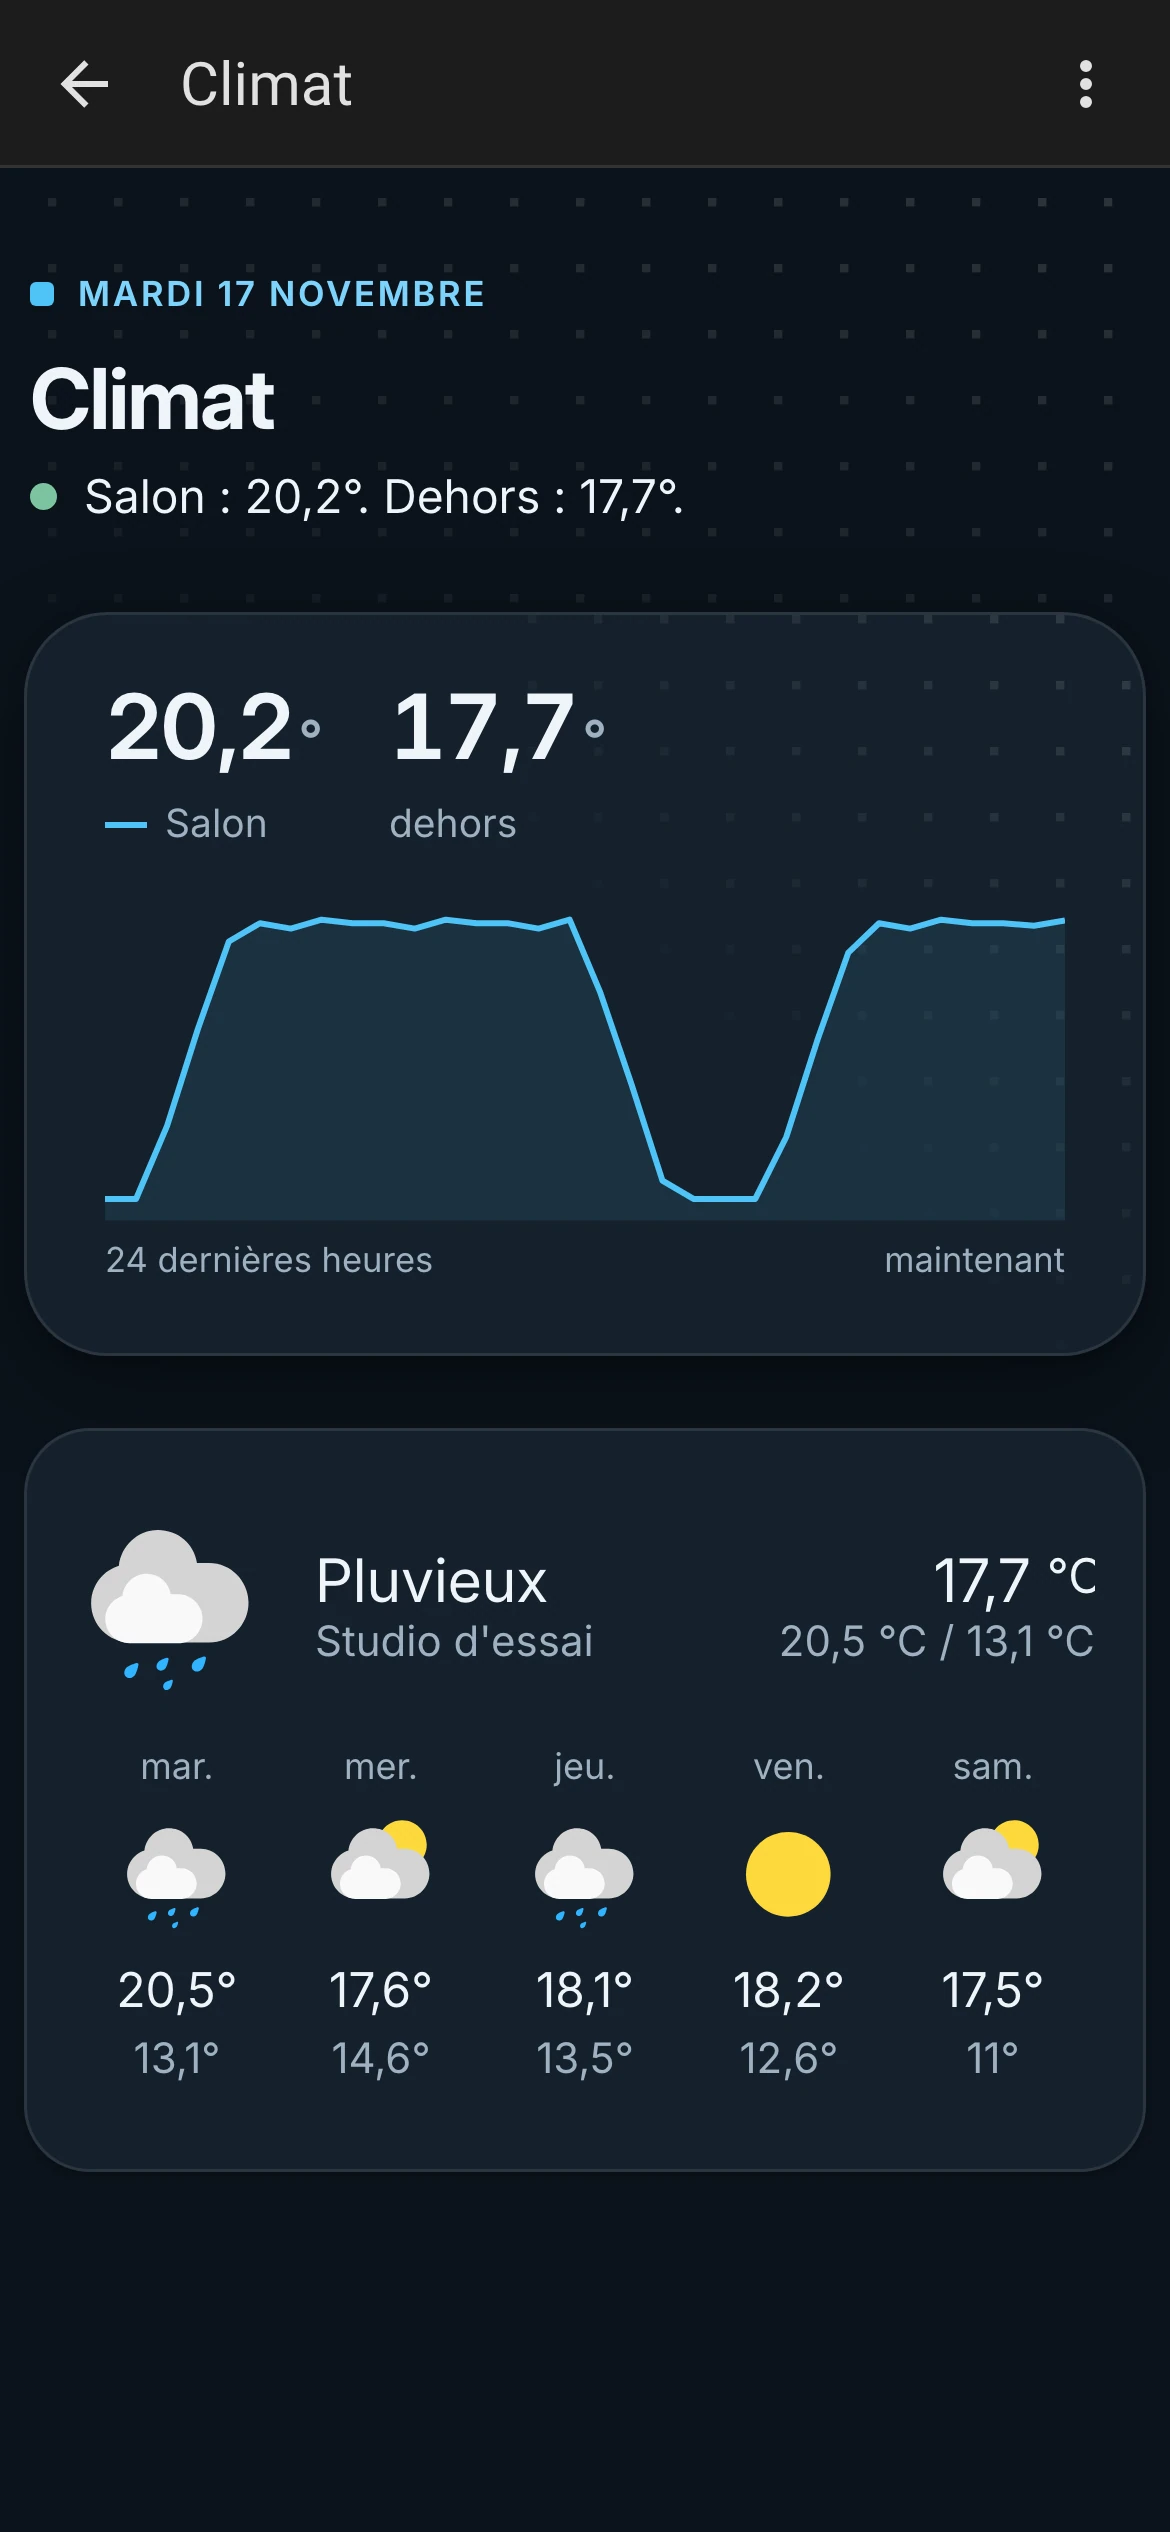 Climat
MARDI 17 NOVEMBRE
Climat
Salon : 20,2°. Dehors : 17,7°.
20,2° 17,7°
Salon dehors
24 dernières heures maintenant
Pluvieux 17,7 °C
Studio d'essai 20,5 °C / 13,1 °C
mar. mer. jeu. ven. sam.
20,5° 17,6° 18,1° 18,2° 17,5°
13,1° 14,6° 13,5° 12,6° 11°